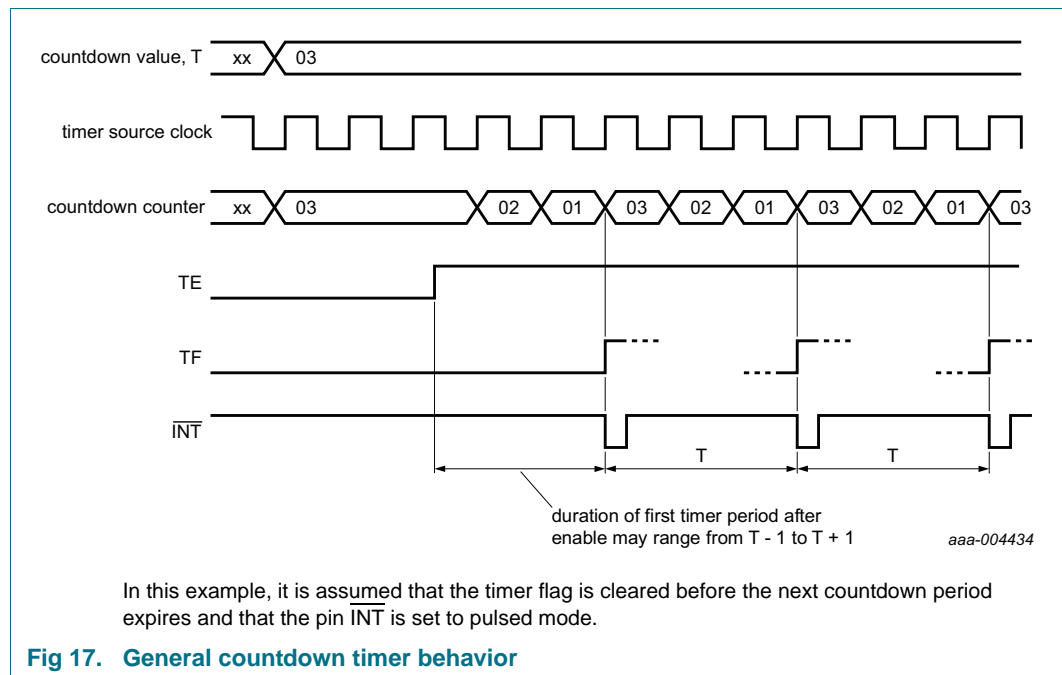 countdown value, T xx 03
timer source clock
countdown counter xx 03 02 01 03 02 01 03 02 01 03
TE
TF
INT
T T
duration of first timer period after
enable may range from T - 1 to T + 1
aaa-004434
In this example, it is assumed that the timer flag is cleared before the next countdown period
expires and that the pin INT is set to pulsed mode.
Fig 17. General countdown timer behavior